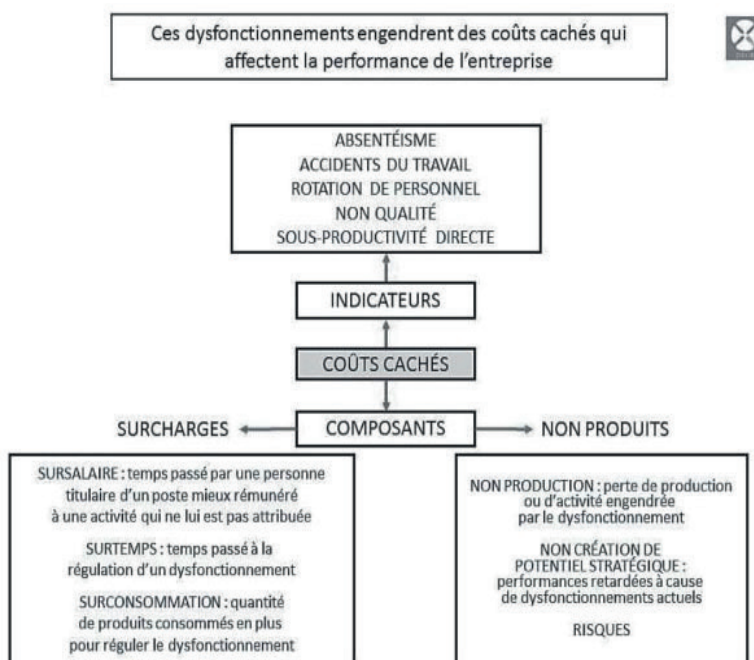 Ces dysfonctionnements engendrent des coûts cachés qui
affectent la performance de l'entreprise
ABSENTÉISME
ACCIDENTS DU TRAVAIL
ROTATION DE PERSONNEL
NON QUALITÉ
SOUS-PRODUCTIVITÉ DIRECTE
INDICATEURS
COÛTS CACHÉS
SURCHARGES
COMPOSANTS
NON PRODUITS
SURSALAIRE : temps passé par une personne
titulaire d'un poste mieux rémunéré
à une activité qui ne lui est pas attribuée
SURTEMPS : temps passé à la
régulation d'un dysfonctionnement
SURCONSOMMATION : quantité
de produits consommés en plus
pour réguler le dysfonctionnement
NON PRODUCTION : perte de production
ou d'activité engendrée
par le dysfonctionnement
NON CRÉATION DE
POTENTIEL STRATÉGIQUE :
performances retardées à cause
de dysfonctionnements actuels
RISQUES